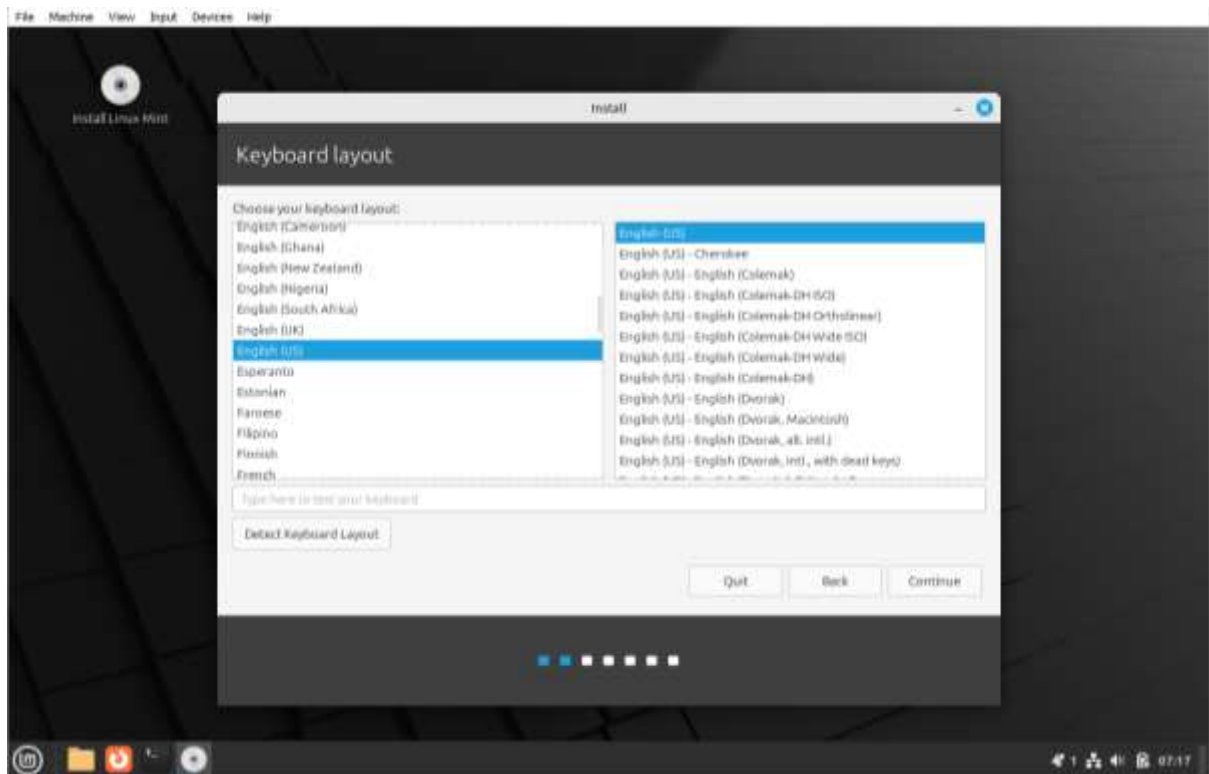 File Machine View Input Devices Help
Install Linux Mint
Install
Keyboard layout
Choose your keyboard layout:
English (Cameroon)
English (Ghana)
English (New Zealand)
English (Nigeria)
English (South Africa)
English (UK)
English (US)
Esperanto
Estonian
Faroese
Filipino
Finnish
French
English (US)
English (US) - Cherokee
English (US) - English (Colemak)
English (US) - English (Colemak-DH ISO)
English (US) - English (Colemak-DH Ortholinear)
English (US) - English (Colemak-DH Wide ISO)
English (US) - English (Colemak-DH Wide)
English (US) - English (Colemak-DH)
English (US) - English (Dvorak)
English (US) - English (Dvorak, Macintosh)
English (US) - English (Dvorak, alt. intl.)
English (US) - English (Dvorak, intl., with dead keys)
Type here to test your keyboard
Detect Keyboard Layout
Quit Back Continue
1 07:17